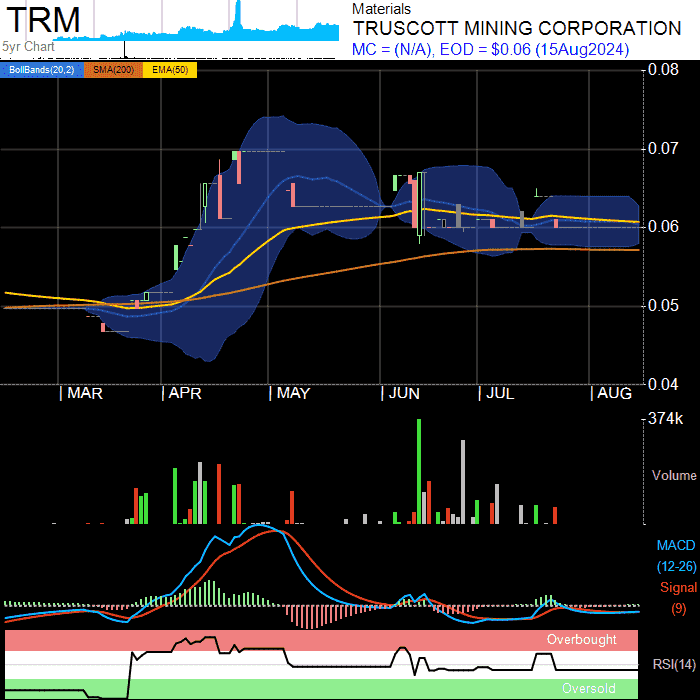 TRM
Materials
TRUSCOTT MINING CORPORATION
5yr Chart
MC = (N/A), EOD = $0.06 (15Aug2024)
BollBands(20,2) SMA(200) EMA(50)
0.08
0.07
0.06
0.05
0.04
| MAR | APR | MAY | JUN | JUL | AUG
374k
Volume
MACD
(12-26)
Signal
(9)
Overbought
RSI(14)
Oversold